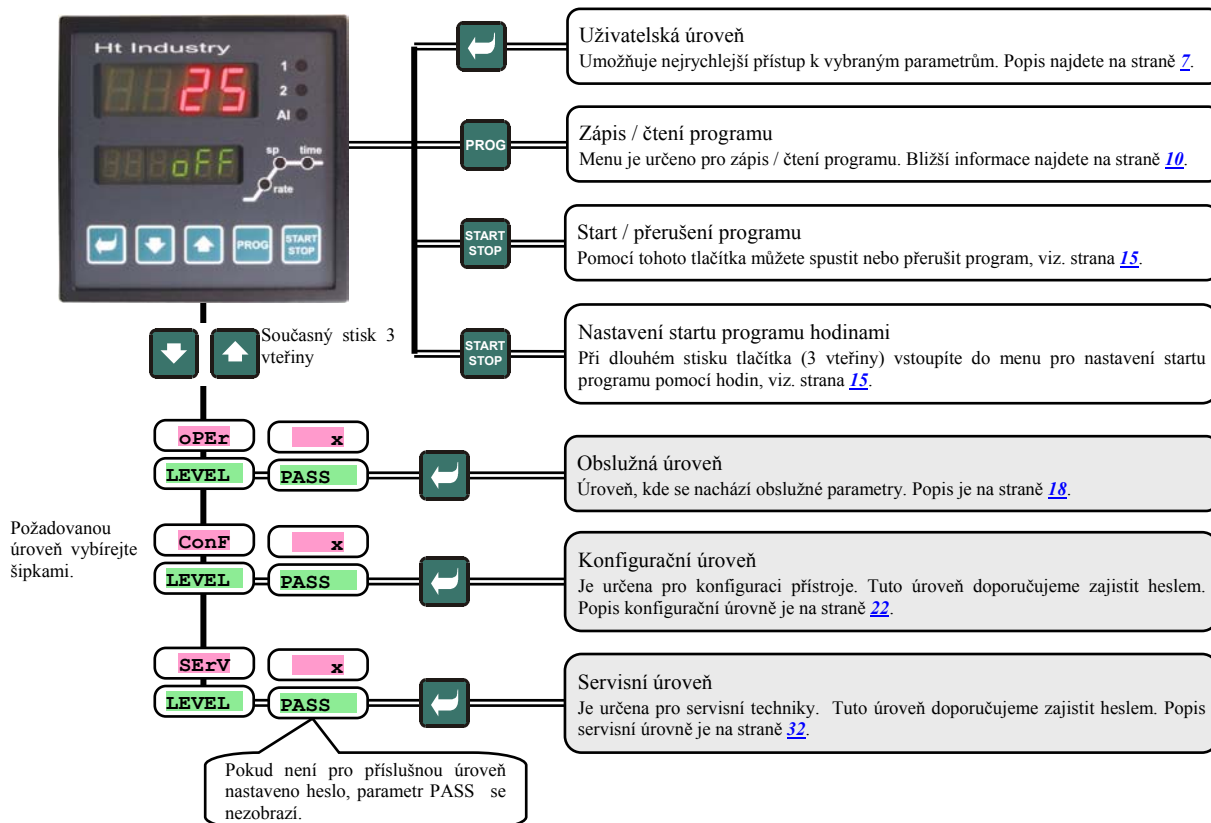 Ht Industry
1
2
AI
25
oFF
sp
time
rate
PROG
START
STOP
Uživatelská úroveň
Umožňuje nejrychlejší přístup k vybraným parametrům. Popis najdete na straně 7.
PROG
Zápis / čtení programu
Menu je určeno pro zápis / čtení programu. Bližší informace najdete na straně 10.
START
STOP
Start / přerušení programu
Pomocí tohoto tlačítka můžete spustit nebo přerušit program, viz. strana 15.
START
STOP
Nastavení startu programu hodinami
Při dlouhém stisku tlačítka (3 vteřiny) vstoupíte do menu pro nastavení startu
programu pomocí hodin, viz. strana 15.
Současný stisk 3
vteřiny
Požadovanou
úroveň vybírejte
šipkami.
oPEr
x
LEVEL
PASS
Obslužná úroveň
Úroveň, kde se nachází obslužné parametry. Popis je na straně 18.
ConF
x
LEVEL
PASS
Konfigurační úroveň
Je určena pro konfiguraci přístroje. Tuto úroveň doporučujeme zajistit heslem.
Popis konfigurační úrovně je na straně 22.
SErV
x
LEVEL
PASS
Servisní úroveň
Je určena pro servisní techniky. Tuto úroveň doporučujeme zajistit heslem. Popis
servisní úrovně je na straně 32.
Pokud není pro příslušnou úroveň
nastaveno heslo, parametr PASS se
nezobrazí.